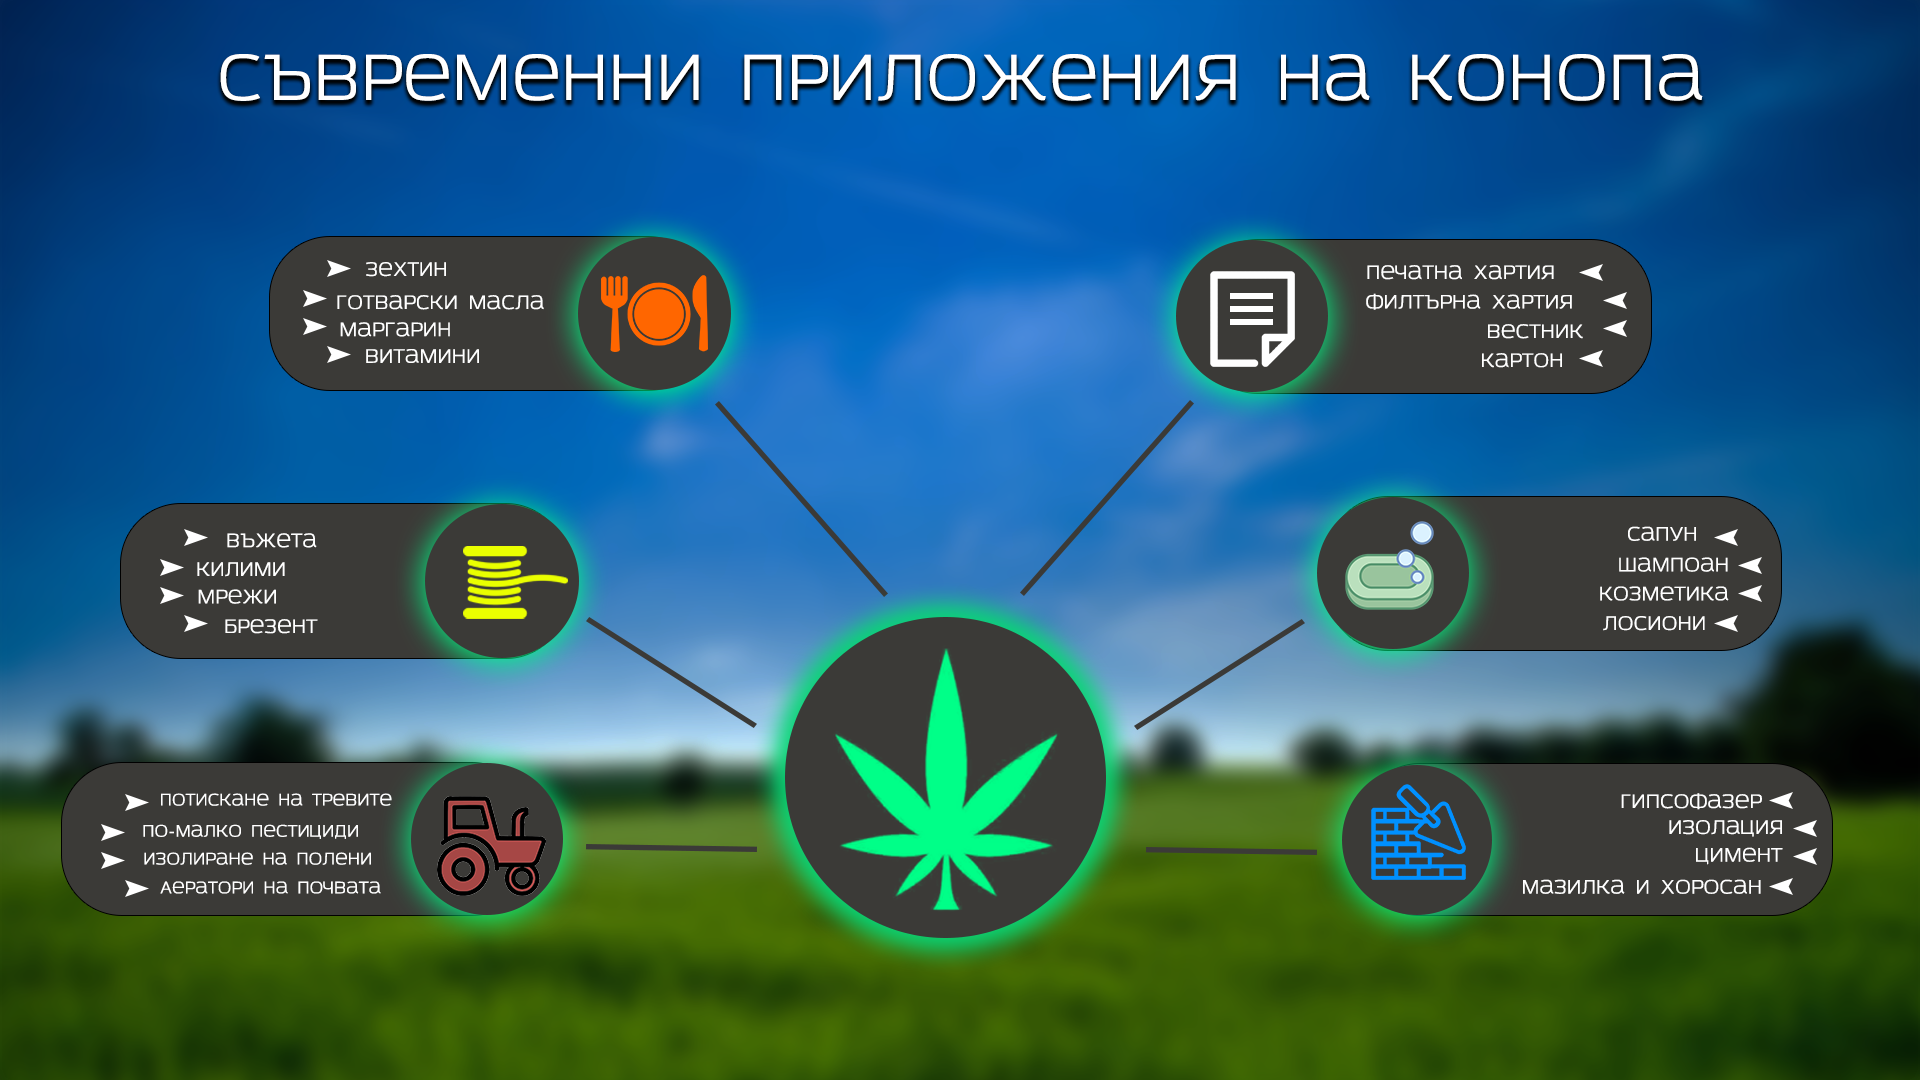 СЪВРЕМЕННИ ПРИЛОЖЕНИЯ НА КОНОПА
ЗЕХТИН
ГОТВАРСКИ МАСЛА
МАРГАРИН
ВИТАМИНИ
ПЕЧАТНА ХАРТИЯ
ФИЛТЪРНА ХАРТИЯ
ВЕСТНИК
КАРТОН
ВЪЖЕТА
КИЛИМИ
МРЕЖИ
БРЕЗЕНТ
САПУН
ШАМПОАН
КОЗМЕТИКА
ЛОСИОНИ
ПОТИСКАНЕ НА ТРЕВИТЕ
ПО-МАЛКО ПЕСТИЦИДИ
ИЗОЛИРАНЕ НА ПОЛЕНИ
АЕРАТОРИ НА ПОЧВАТА
ГИПСОФАЗЕР
ИЗОЛАЦИЯ
ЦИМЕНТ
МАЗИЛКА И ХОРОСАН